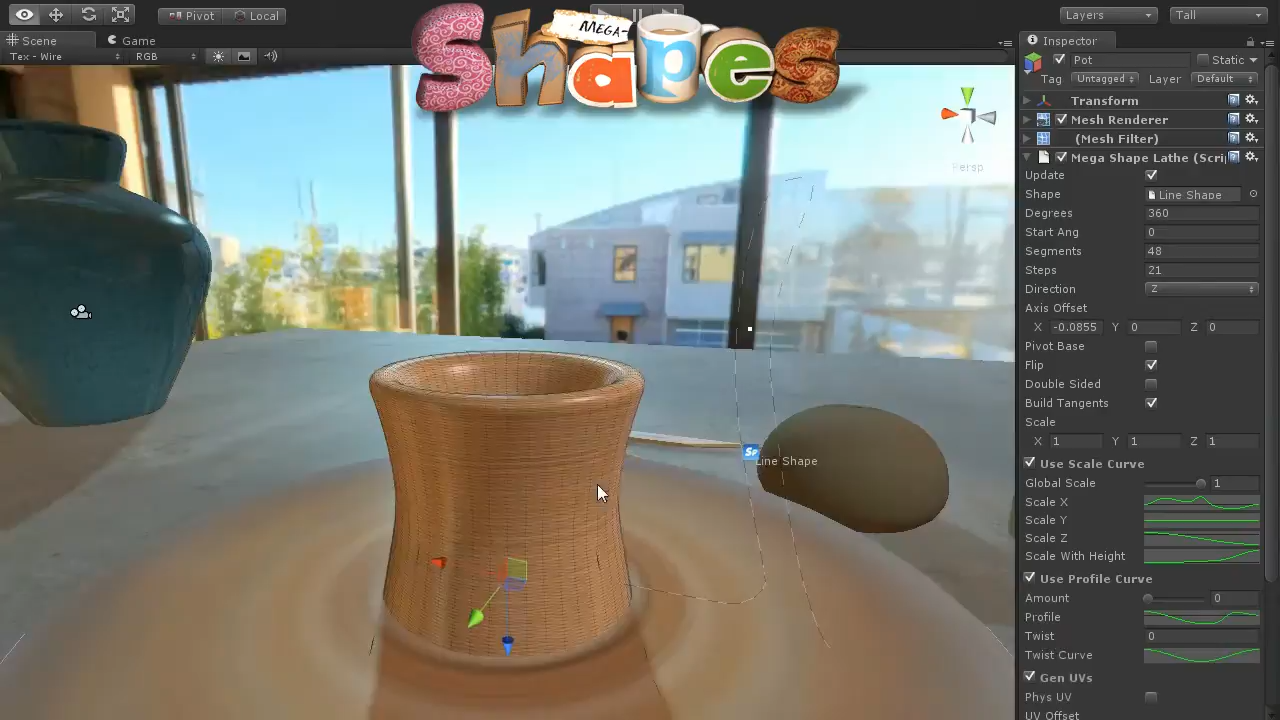 Pivot Local
Layers Tall
MEGA-
Shapes
Scene Game
Inspector
Tex - Wire RGB
Pot Static
Tag Untagged Layer Default
Persp
Transform
Mesh Renderer
(Mesh Filter)
Mega Shape Lathe (Scri
Update
Shape Line Shape
Degrees 360
Start Ang 0
Segments 48
Steps 21
Direction Z
Axis Offset
X -0.0855 Y 0 Z 0
Pivot Base
Flip
Double Sided
Build Tangents
Scale
X 1 Y 1 Z 1
Sp
Line Shape
Use Scale Curve
Global Scale 1
Scale X
Scale Y
Scale Z
Scale With Height
Use Profile Curve
Amount 0
Profile
Twist 0
Twist Curve
Gen UVs
Phys UV
UV Offset